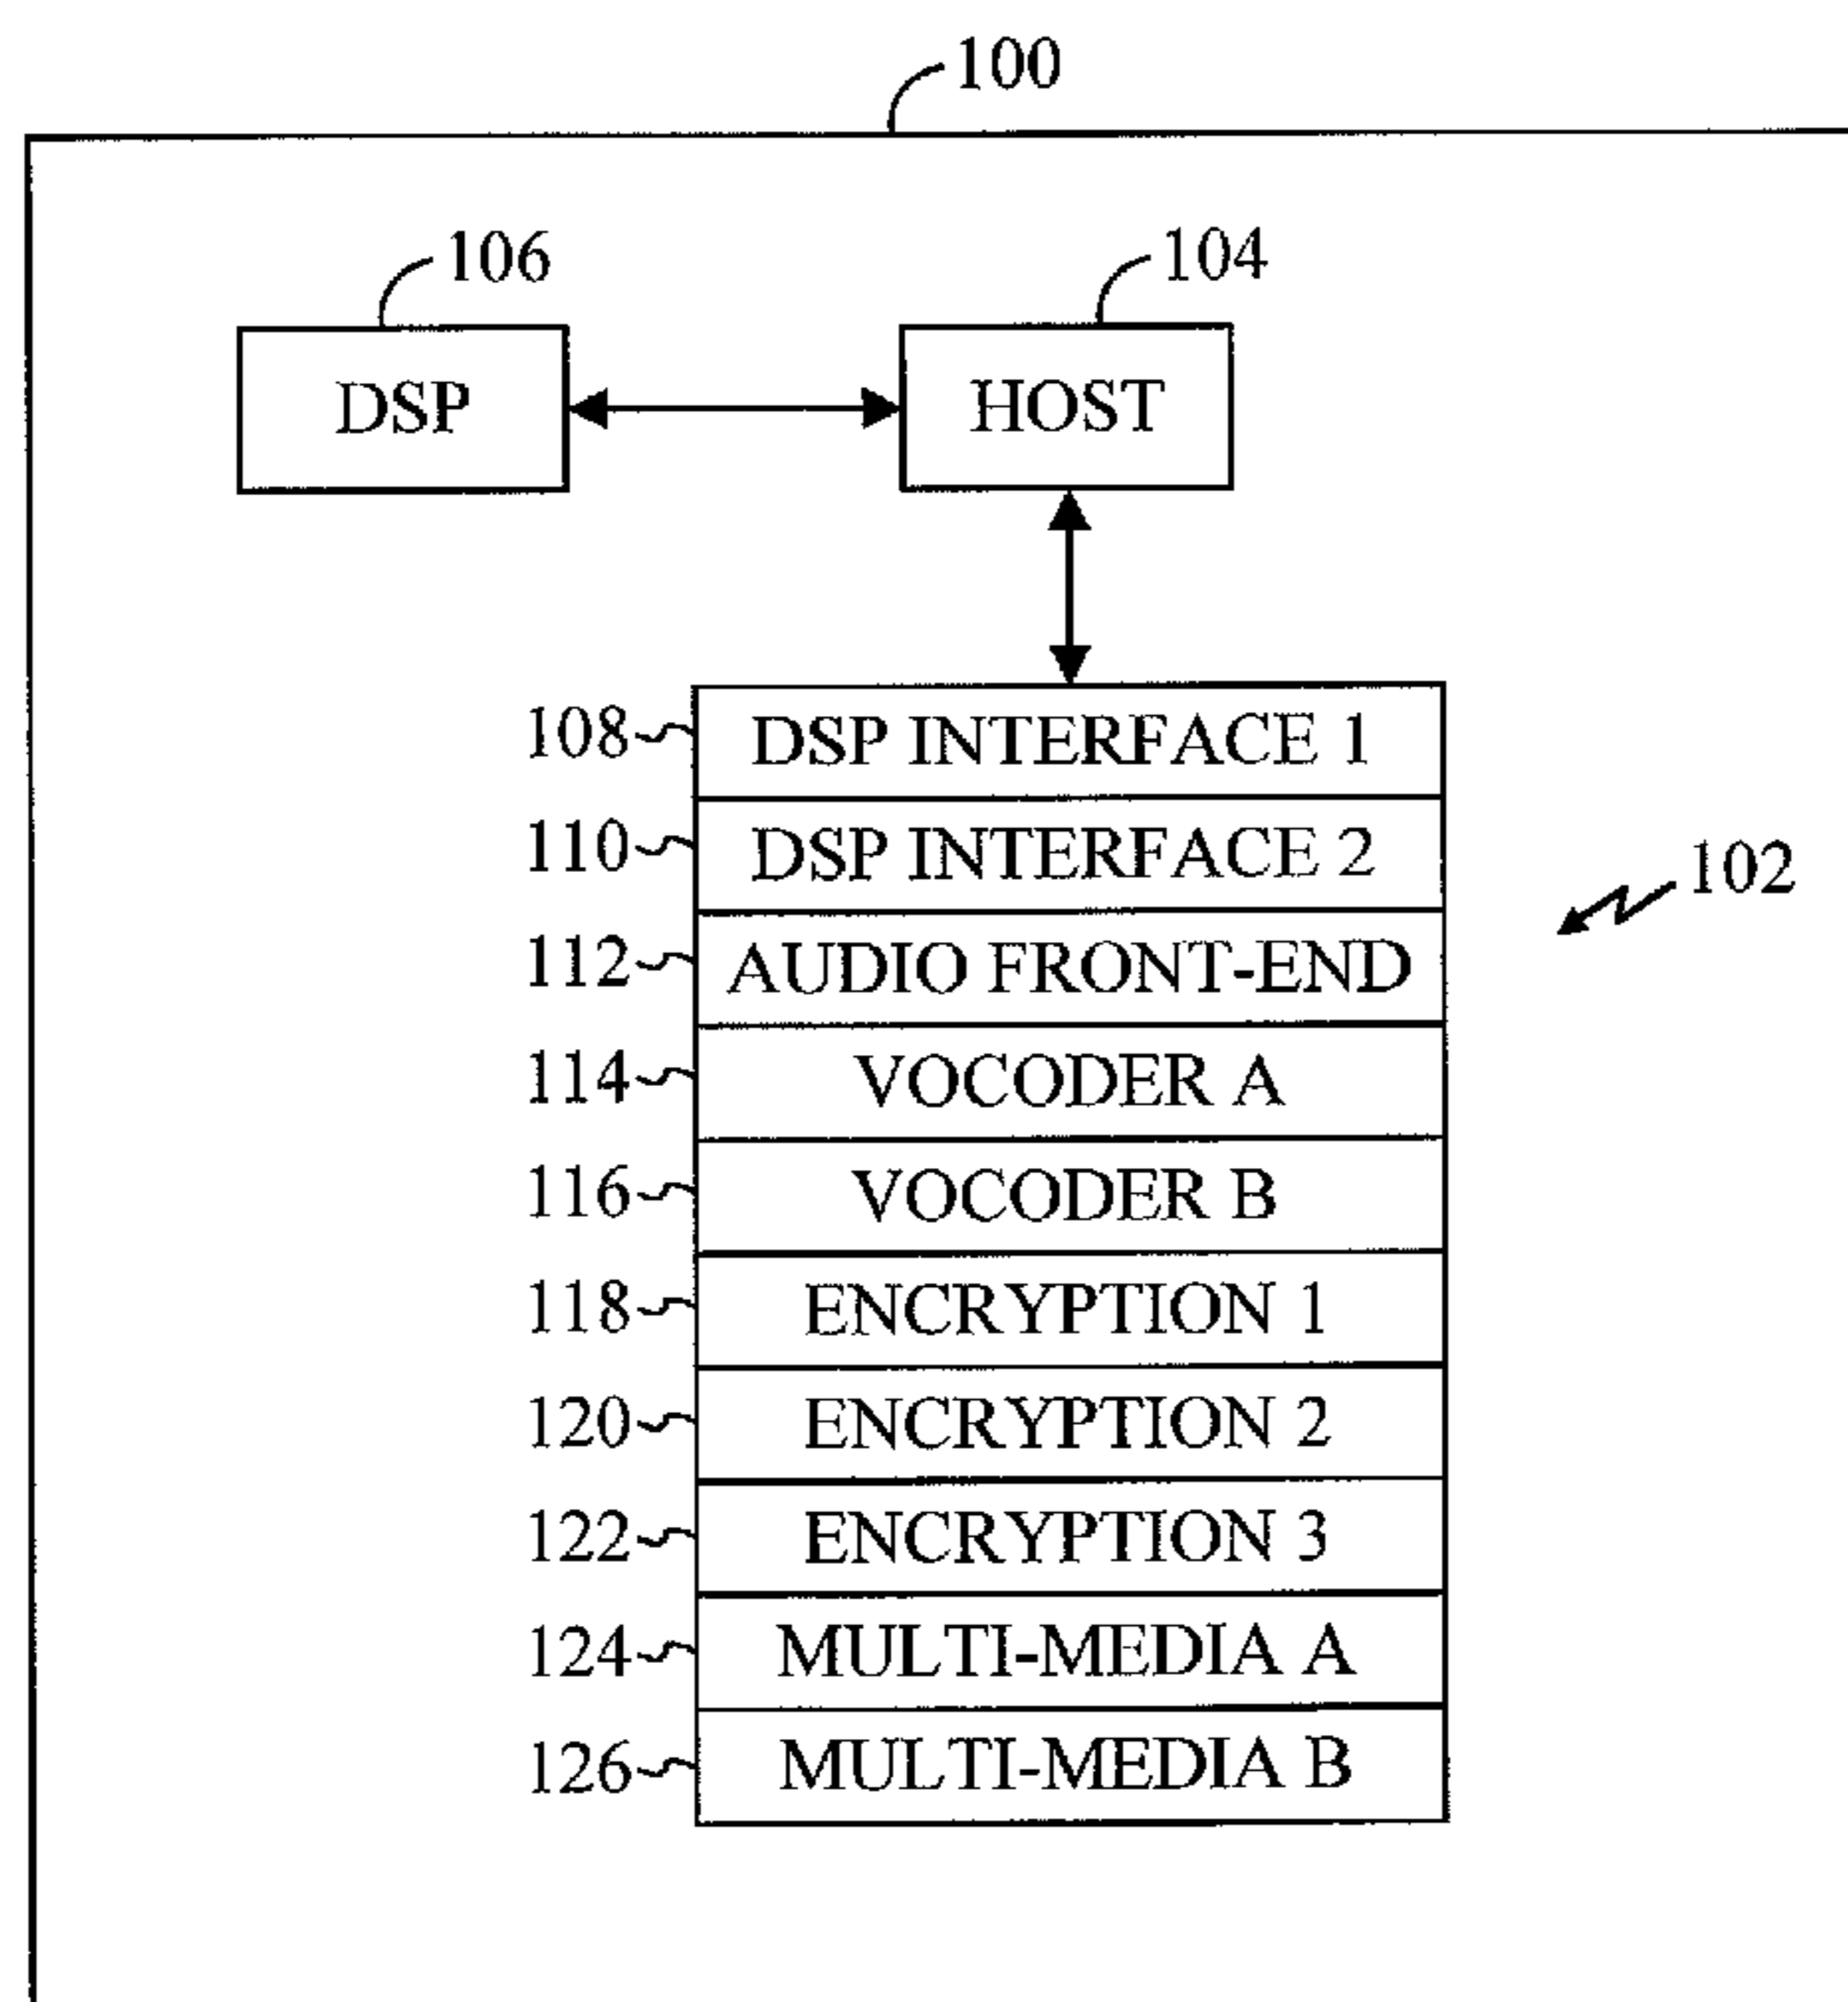 100
106
104
DSP
HOST
108 DSP INTERFACE 1
110 DSP INTERFACE 2
102
112 AUDIO FRONT-END
114 VOCODER A
116 VOCODER B
118 ENCRYPTION 1
120 ENCRYPTION 2
122 ENCRYPTION 3
124 MULTI-MEDIA A
126 MULTI-MEDIA B